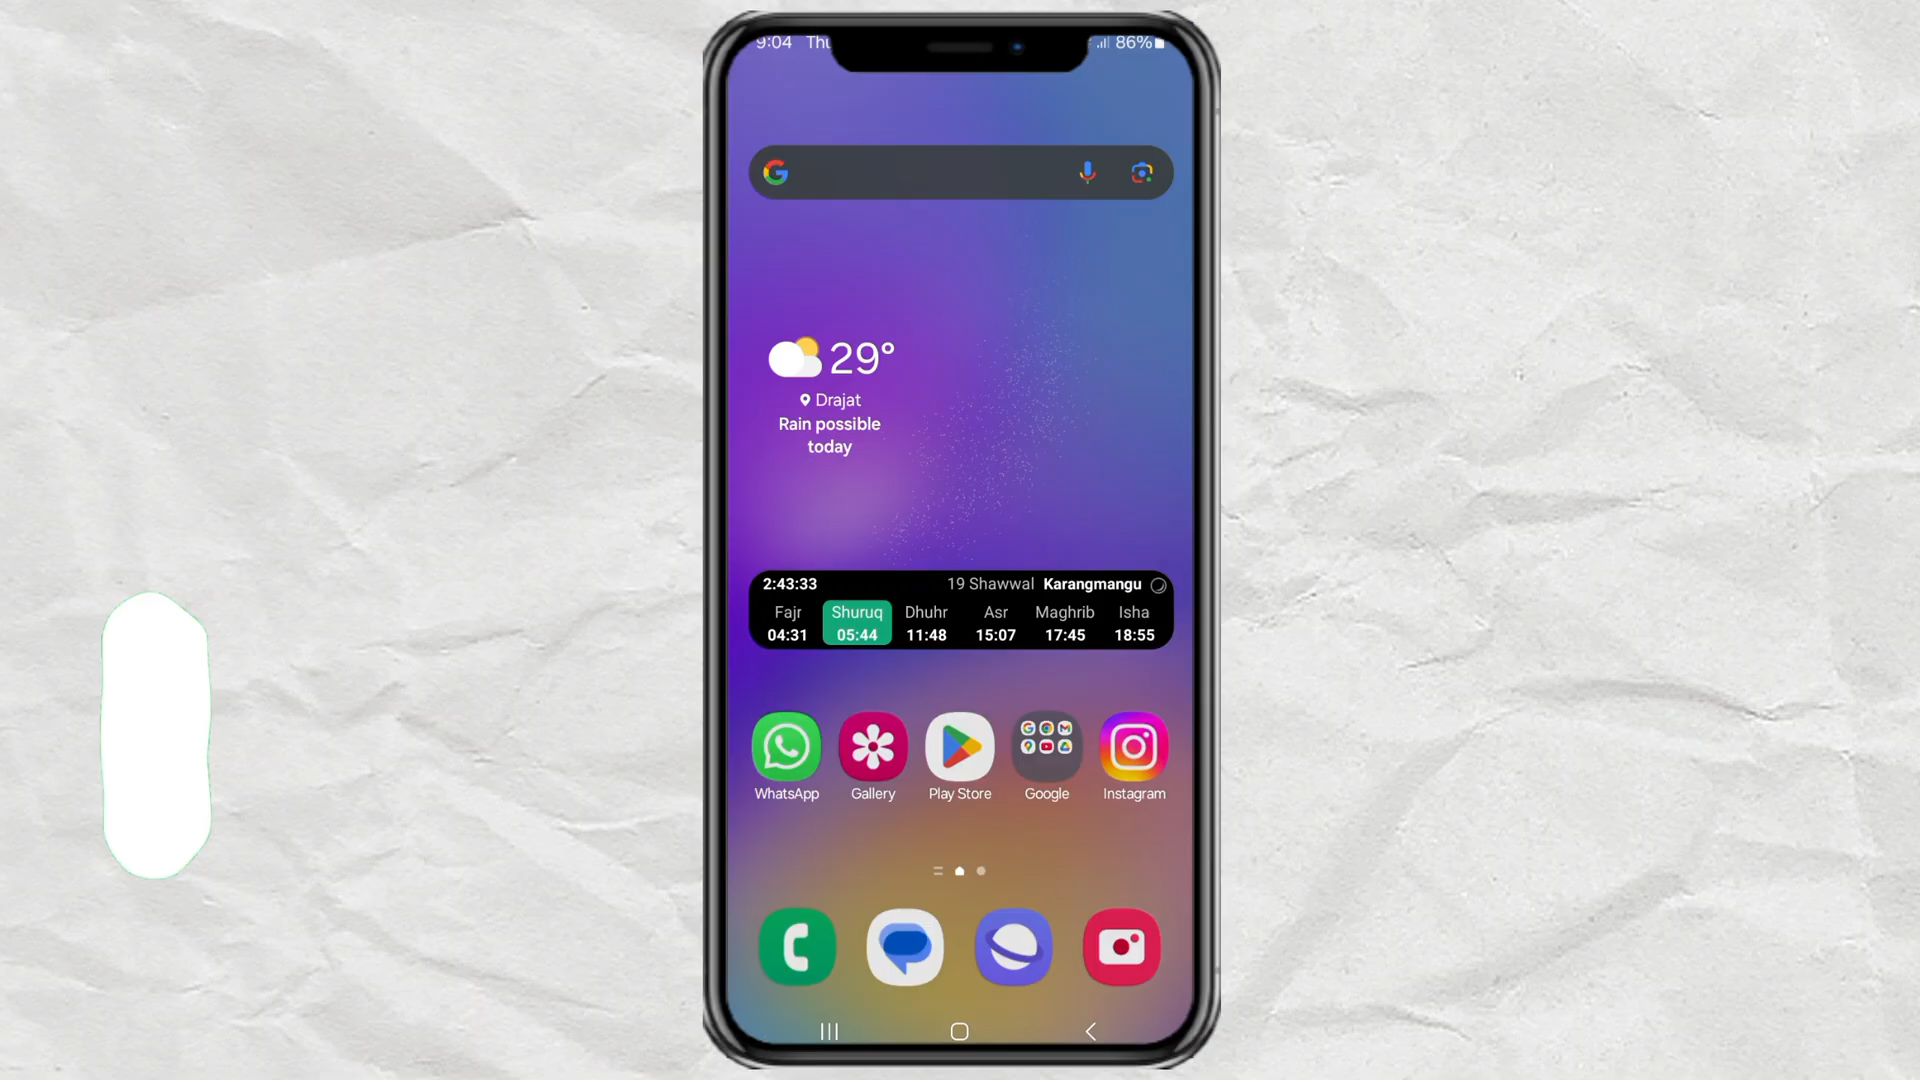 9:04 Thu
86%
29°
Drajat
Rain possible
today
2:43:33 19 Shawwal Karangmangu
Fajr Shuruq Dhuhr Asr Maghrib Isha
04:31 05:44 11:48 15:07 17:45 18:55
WhatsApp Gallery Play Store Google Instagram